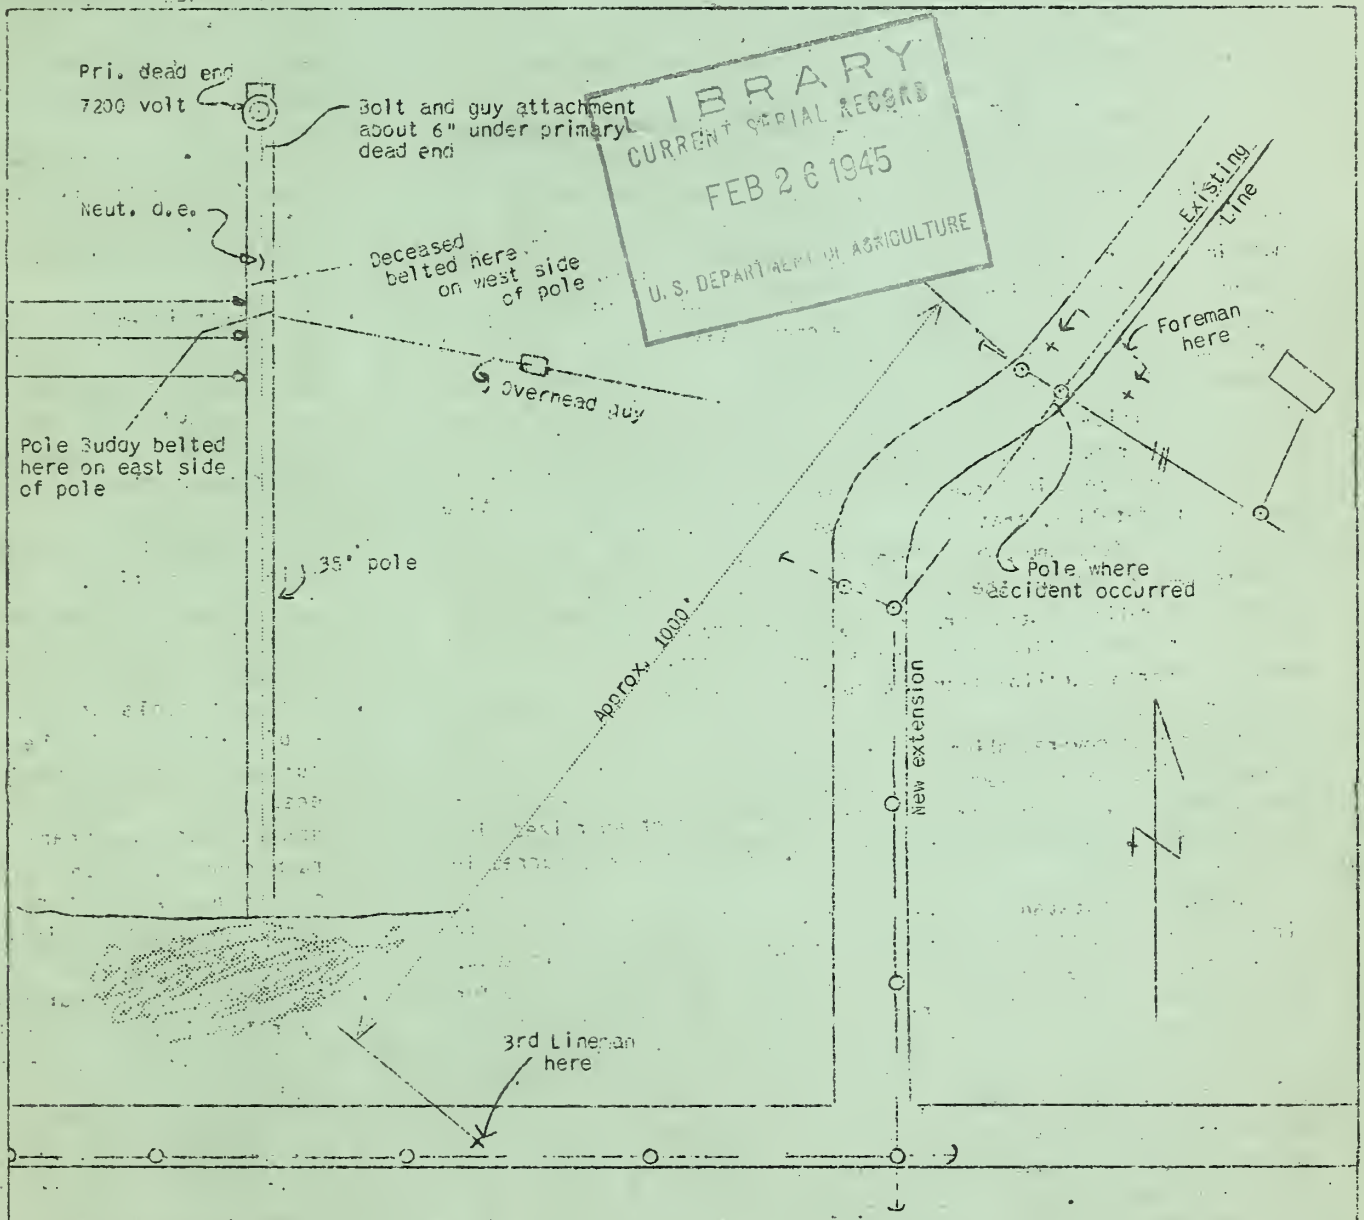 Pri. dead end
7200 volt
Bolt and guy attachment
about 6" under primary
dead end
LIBRARY
CURRENT SERIAL RECORD
FEB 26 1945
U. S. DEPARTMENT OF AGRICULTURE
Neut. d.e.
Deceased
belted here
on west side
of pole
Existing
Line
Foreman
here
Overhead guy
Pole Buddy belted
here on east side
of pole
35' pole
Pole where
accident occurred
Approx. 1000'
New extension
3rd Lineman
here